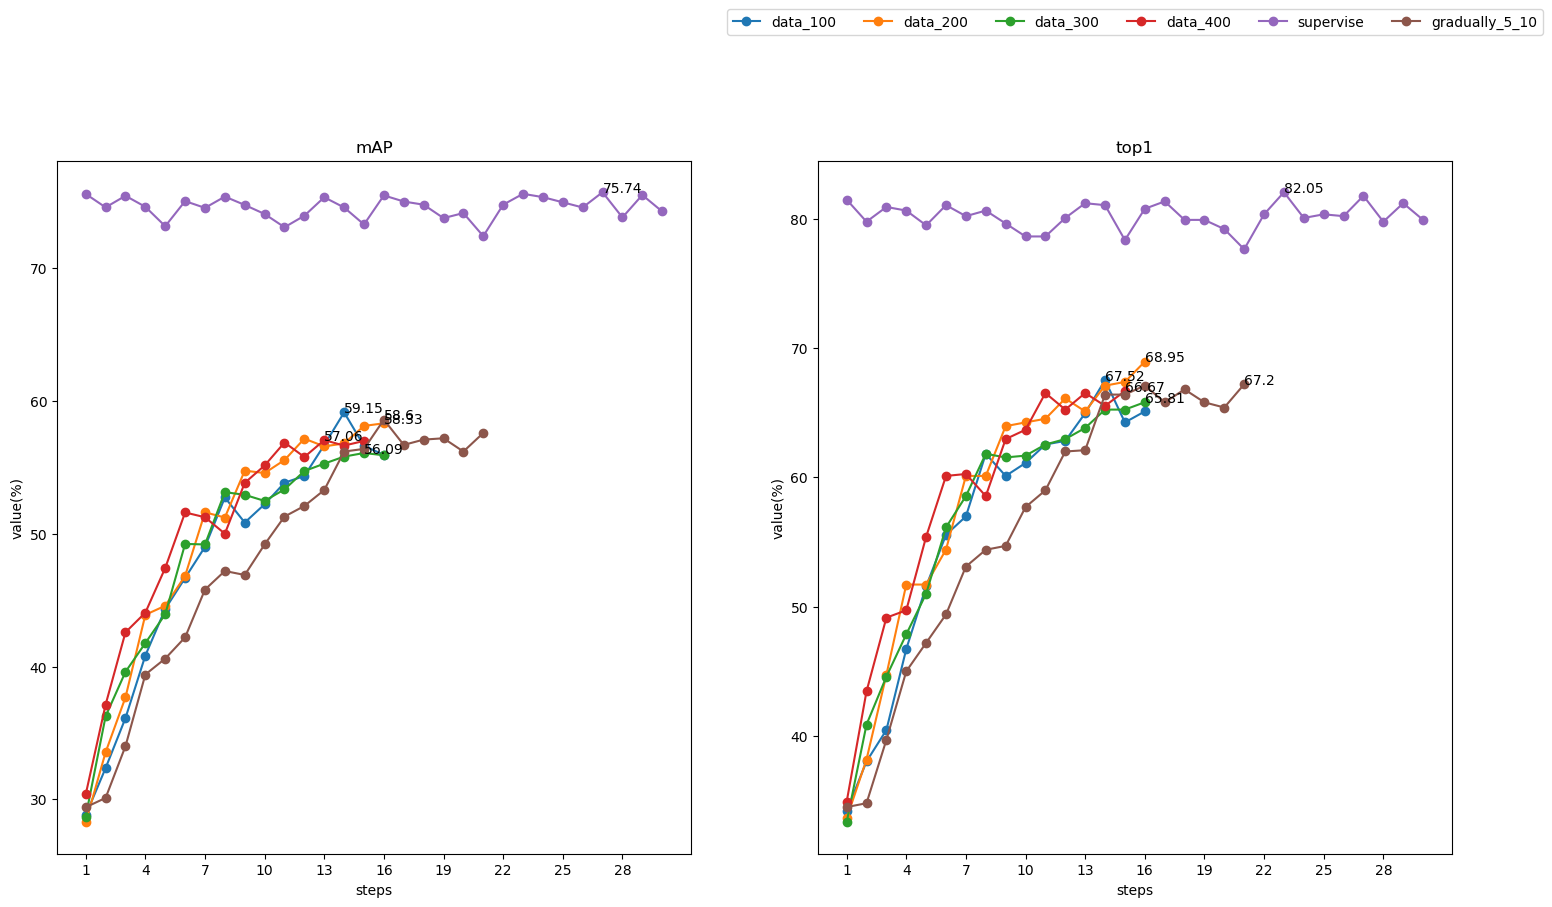 data_100 data_200 data_300 data_400 supervise gradually_5_10
mAP
value(%)
70
60
50
40
30
75.74
59.15
58.6
58.33
57.06
56.09
1 4 7 10 13 16 19 22 25 28
steps
top1
value(%)
80
70
60
50
40
82.05
68.95
67.52
66.67
65.81
67.2
1 4 7 10 13 16 19 22 25 28
steps